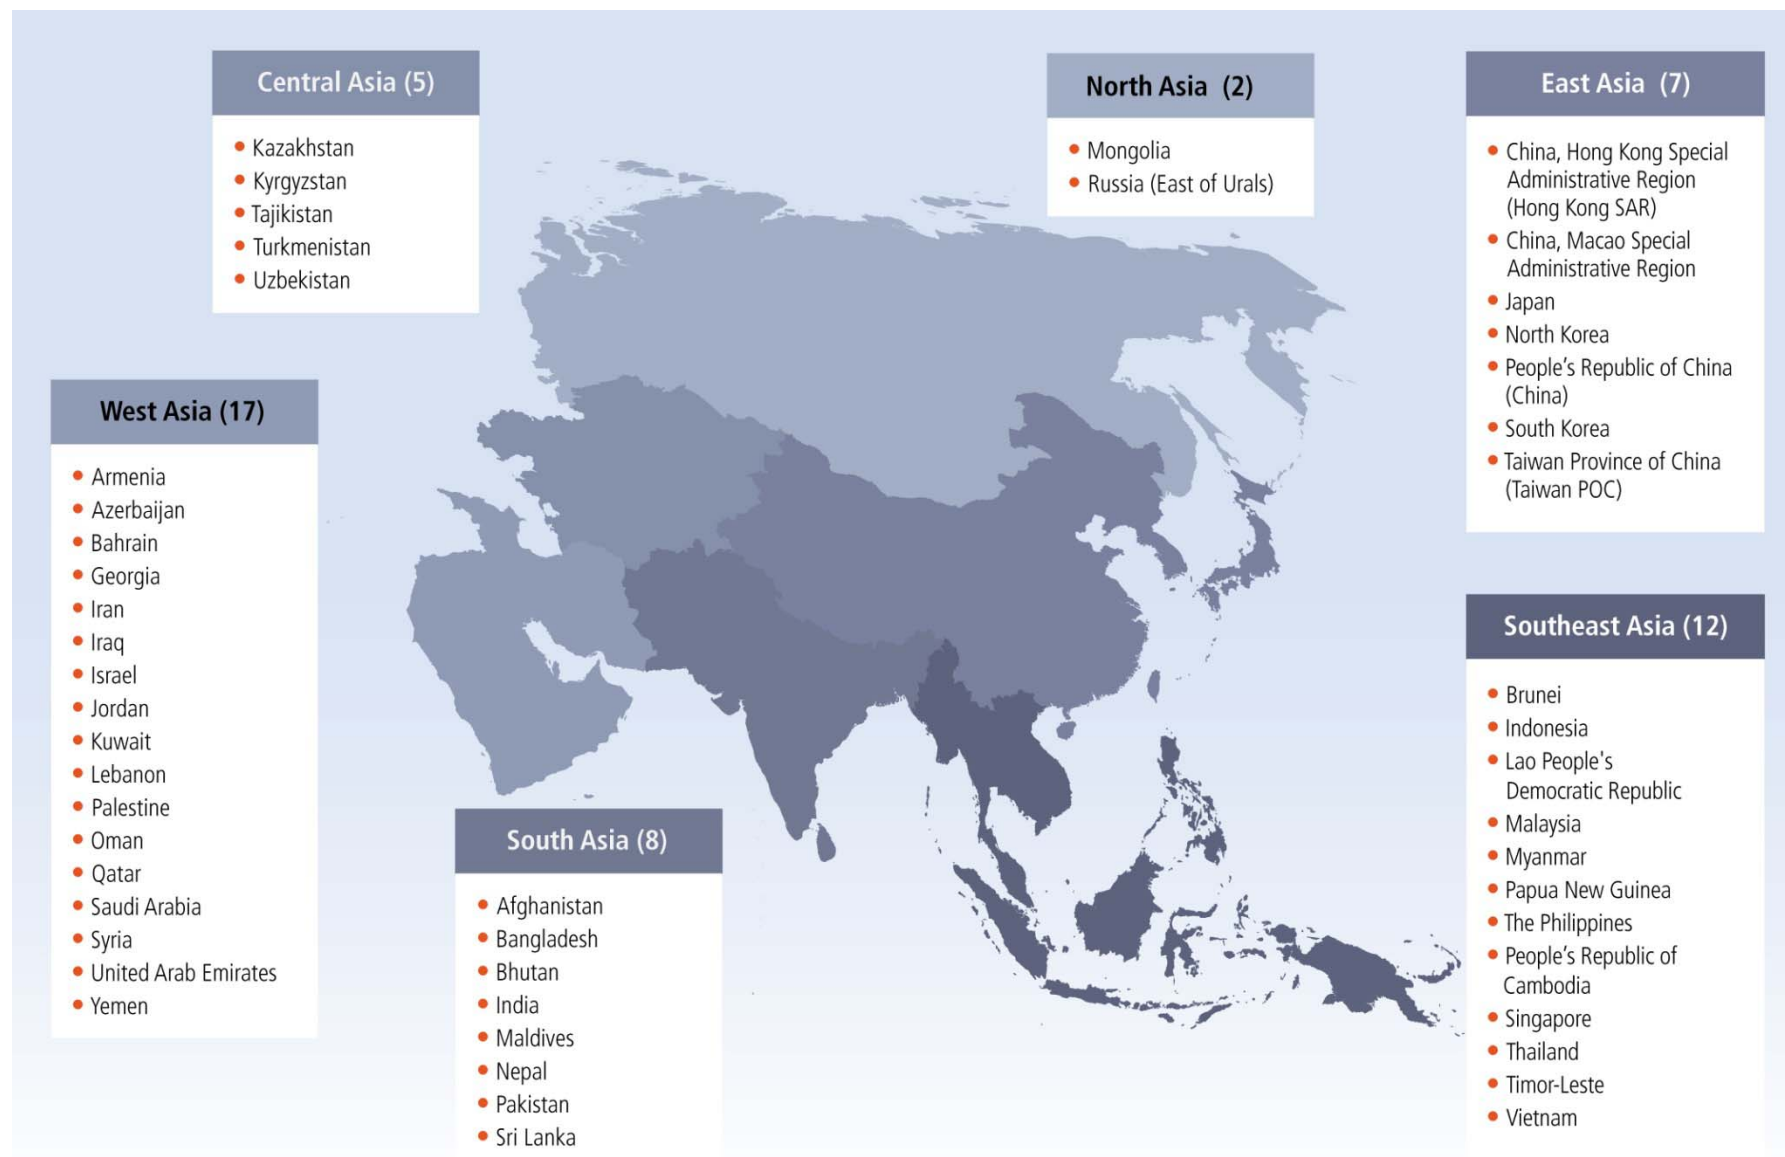 Central Asia (5)
• Kazakhstan
• Kyrgyzstan
• Tajikistan
• Turkmenistan
• Uzbekistan
North Asia (2)
• Mongolia
• Russia (East of Urals)
East Asia (7)
• China, Hong Kong Special
Administrative Region
(Hong Kong SAR)
• China, Macao Special
Administrative Region
• Japan
• North Korea
• People’s Republic of China
(China)
• South Korea
• Taiwan Province of China
(Taiwan POC)
West Asia (17)
• Armenia
• Azerbaijan
• Bahrain
• Georgia
• Iran
• Iraq
• Israel
• Jordan
• Kuwait
• Lebanon
• Palestine
• Oman
• Qatar
• Saudi Arabia
• Syria
• United Arab Emirates
• Yemen
South Asia (8)
• Afghanistan
• Bangladesh
• Bhutan
• India
• Maldives
• Nepal
• Pakistan
• Sri Lanka
Southeast Asia (12)
• Brunei
• Indonesia
• Lao People's
Democratic Republic
• Malaysia
• Myanmar
• Papua New Guinea
• The Philippines
• People’s Republic of
Cambodia
• Singapore
• Thailand
• Timor-Leste
• Vietnam